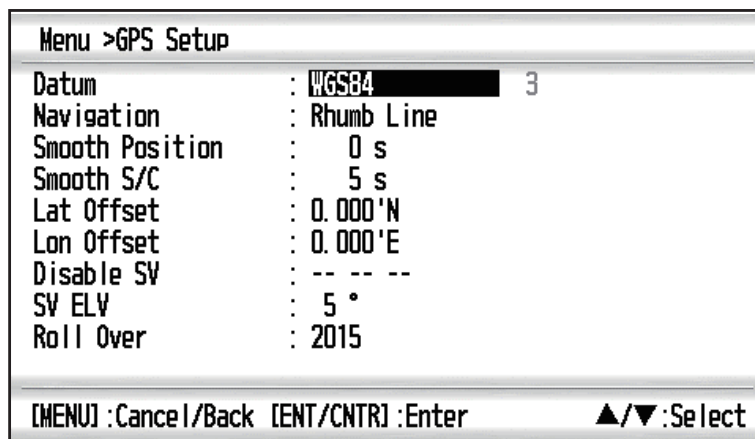 Menu >GPS Setup
Datum : WGS84 3
Navigation : Rhumb Line
Smooth Position : 0 s
Smooth S/C : 5 s
Lat Offset : 0.000'N
Lon Offset : 0.000'E
Disable SV : -- -- --
SV ELV : 5 °
Roll Over : 2015
[MENU] :Cancel/Back [ENT/CNTR] :Enter ▲/▼:Select